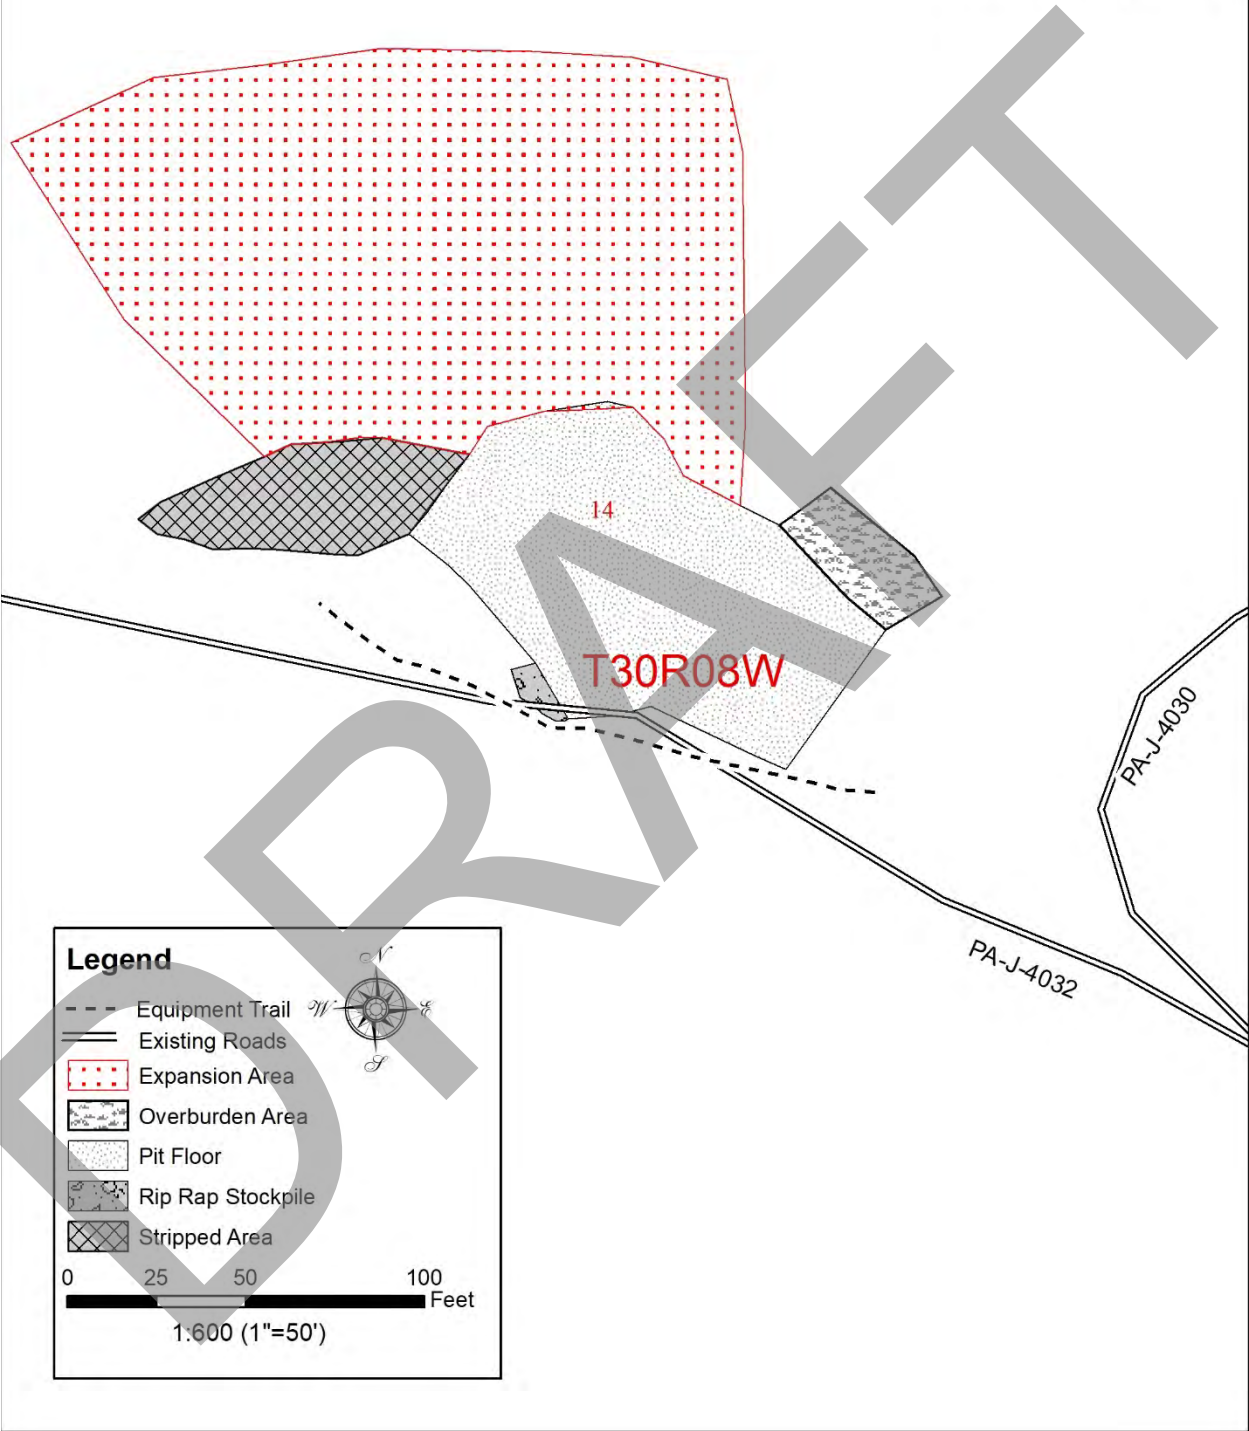 14
T30R08W
PA-J-4030
PA-J-4032
DRAFT
Legend
N
W
E
S
Equipment Trail
Existing Roads
Expansion Area
Overburden Area
Pit Floor
Rip Rap Stockpile
Stripped Area
0 25 50 100
Feet
1:600 (1"=50')